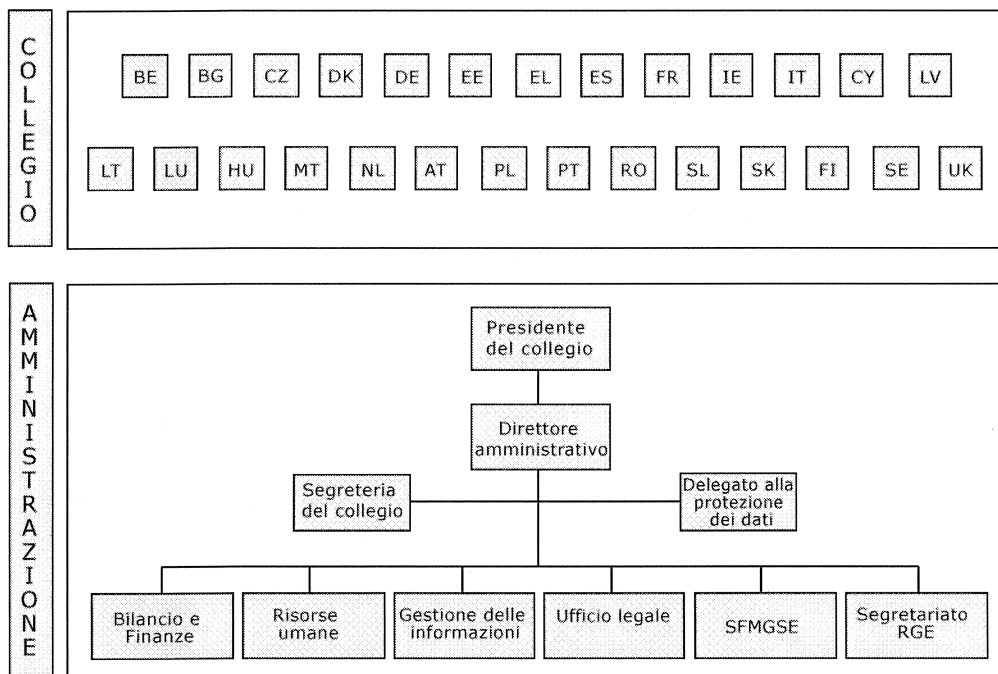 COLLEGIO
BE BG CZ DK DE EE EL ES FR IE IT CY LV
LT LU HU MT NL AT PL PT RO SL SK FI SE UK
AMMINISTRAZIONE
Presidente
del collegio
Direttore
amministrativo
Segreteria
del collegio
Delegato alla
protezione
dei dati
Bilancio e
Finanze
Risorse
umane
Gestione delle
informazioni
Ufficio legale
SFMGSE
Segretariato
RGE